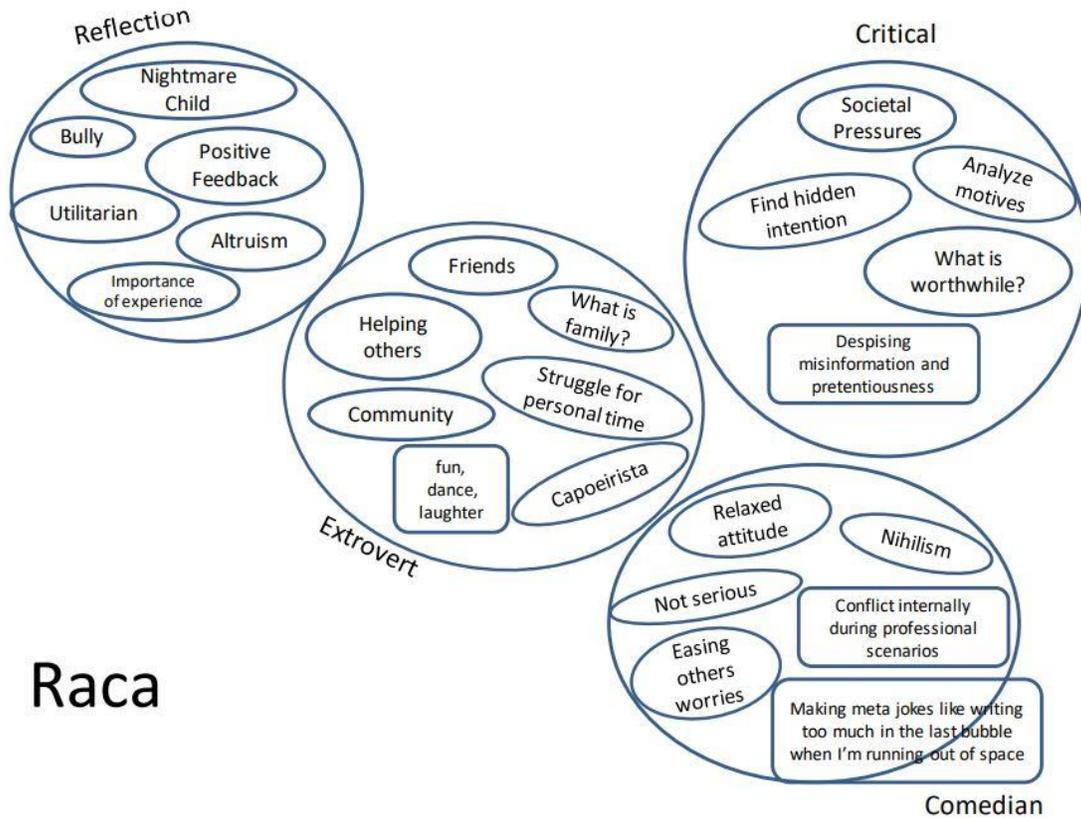 Reflection
Nightmare
Child
Bully
Positive
Feedback
Utilitarian
Altruism
Importance
of experience
Critical
Societal
Pressures
Analyze
motives
Find hidden
intention
What is
worthwhile?
Despising
misinformation and
pretentiousness
Friends
What is
family?
Helping
others
Struggle for
personal time
Community
fun,
dance,
laughter
Capoeirista
Extrovert
Relaxed
attitude
Nihilism
Not serious
Conflict internally
during professional
scenarios
Easing
others
worries
Making meta jokes like writing
too much in the last bubble
when I'm running out of space
Comedian
Raca